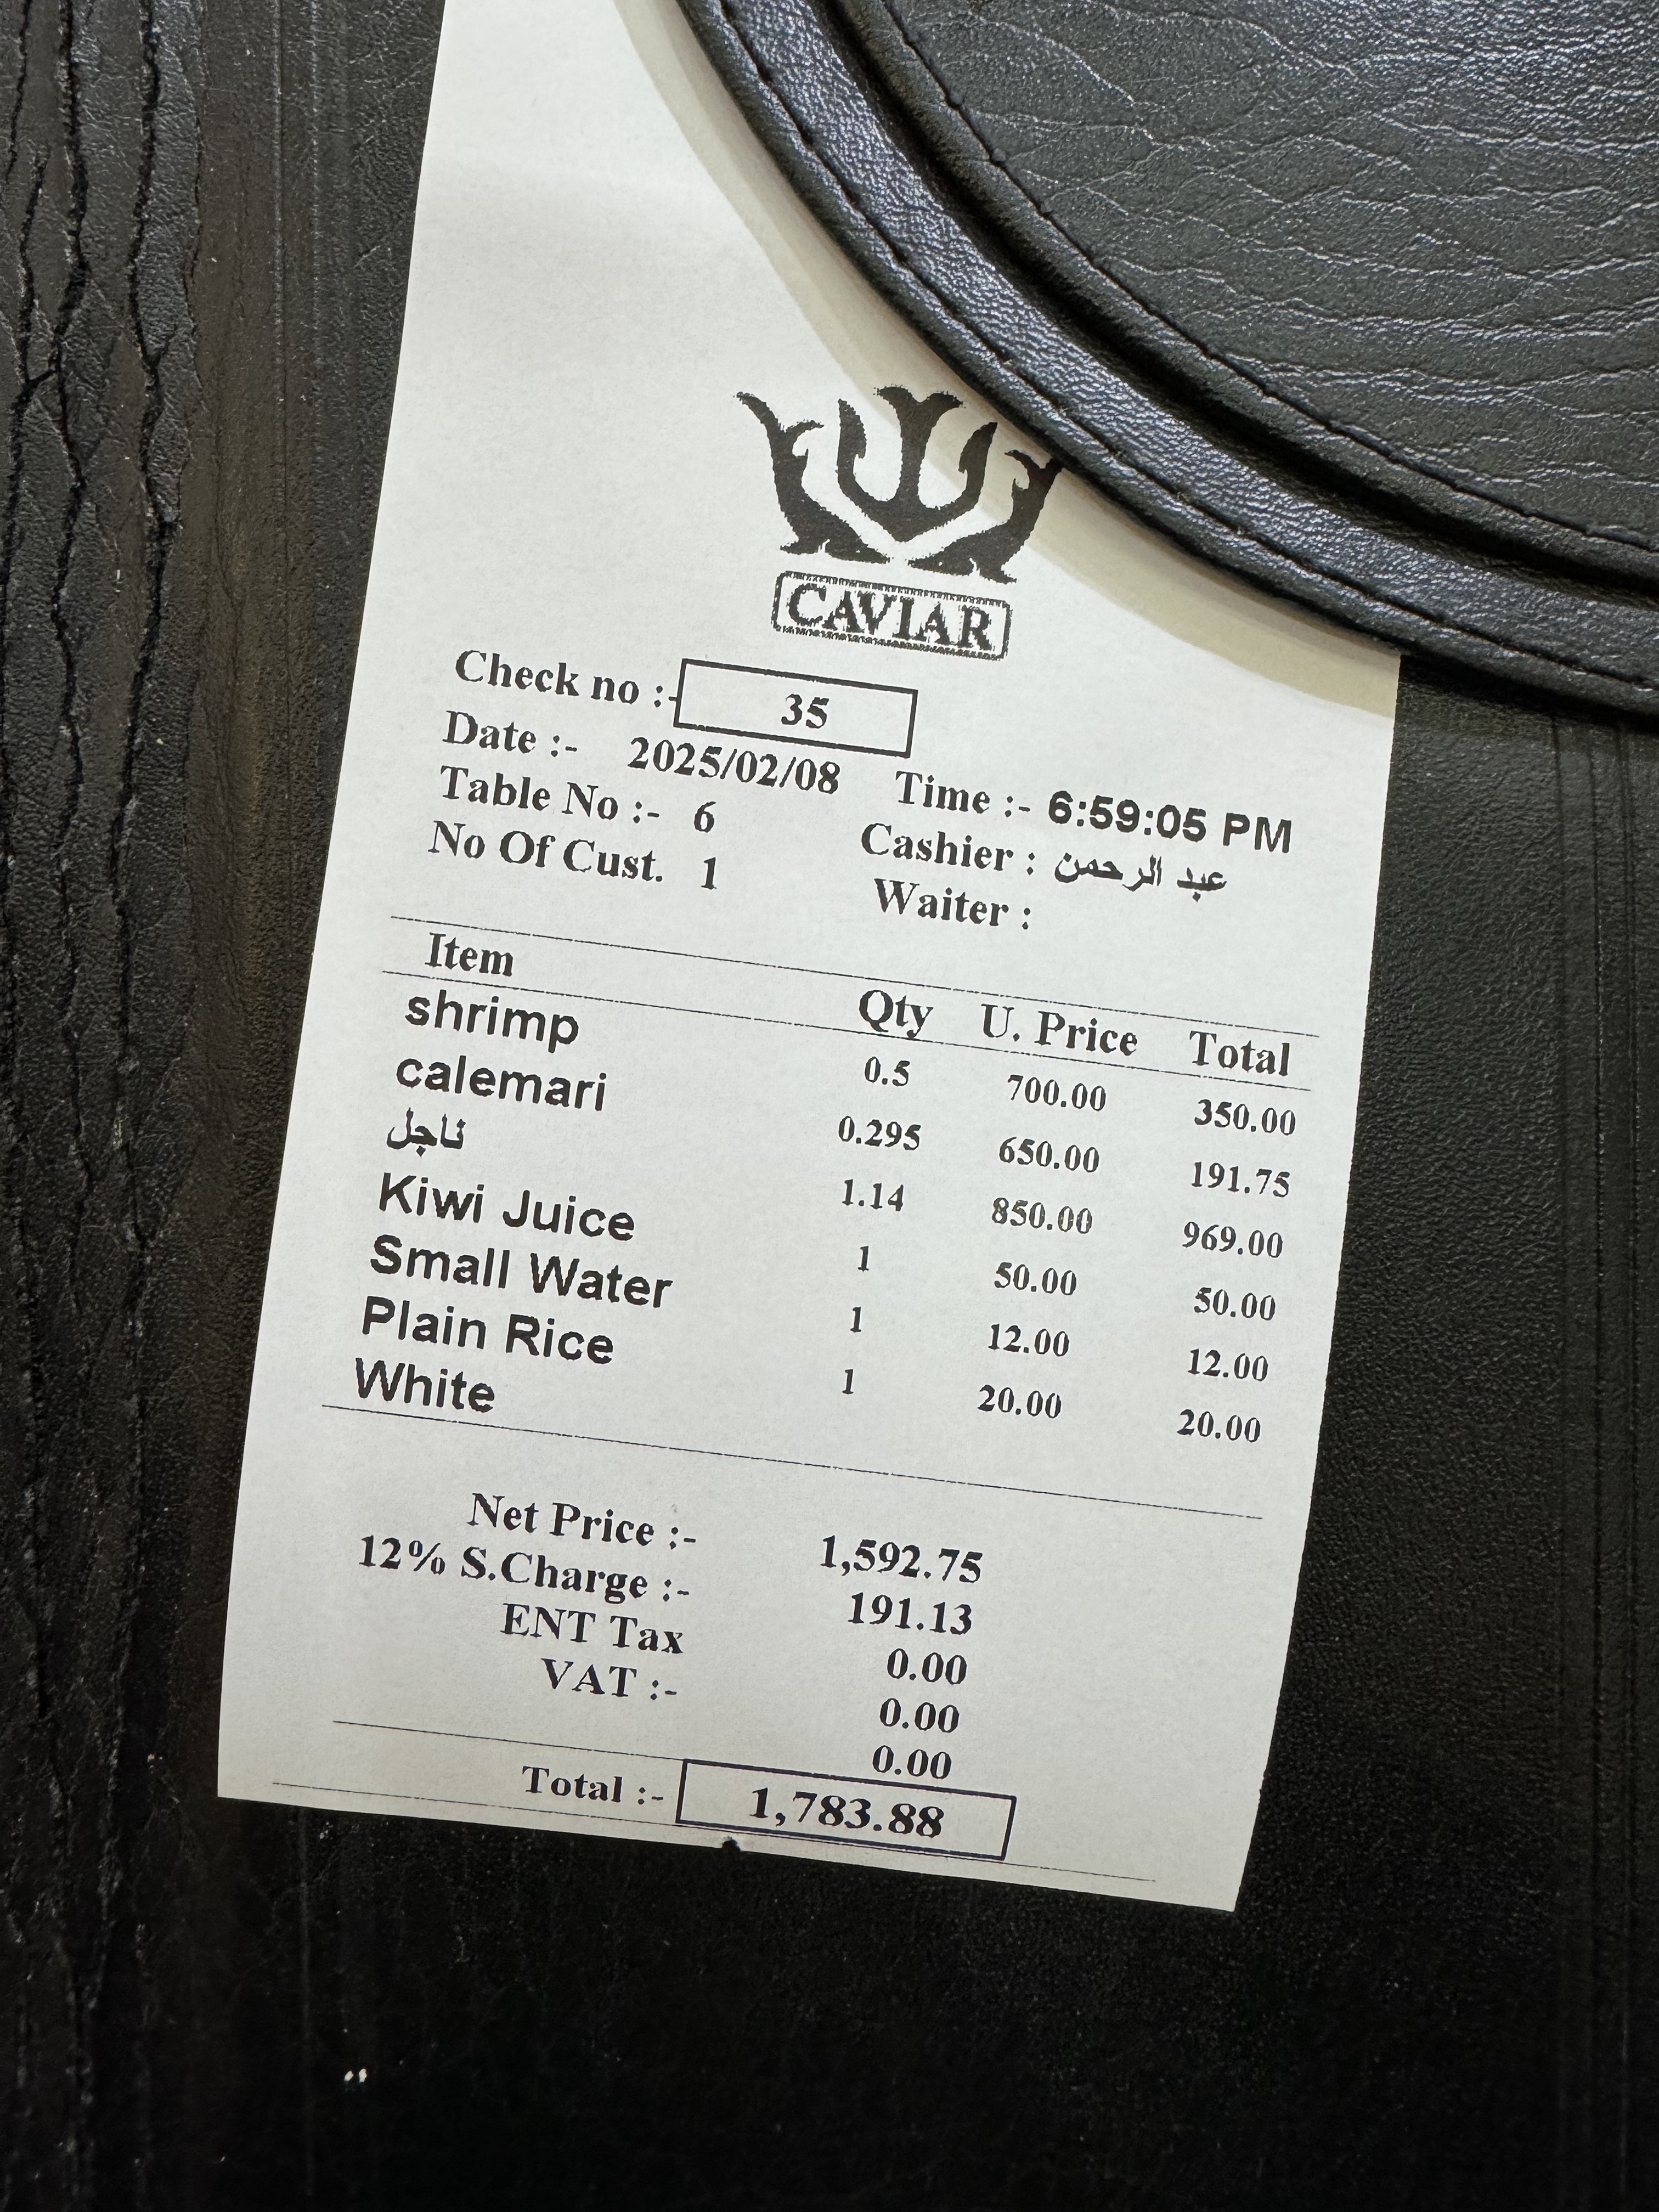 CAVIAR
Check no :- 35
Date :- 2025/02/08 Time :- 6:59:05 PM
Table No :- 6 Cashier : عبد الرحمن
No Of Cust. 1 Waiter :
Item Qty U. Price Total
shrimp 0.5 700.00 350.00
calemari 0.295 650.00 191.75
ناجل 1.14 850.00 969.00
Kiwi Juice 1 50.00 50.00
Small Water 1 12.00 12.00
Plain Rice 1 20.00 20.00
White
Net Price :- 1,592.75
12% S.Charge :- 191.13
ENT Tax 0.00
VAT :- 0.00
0.00
Total :- 1,783.88